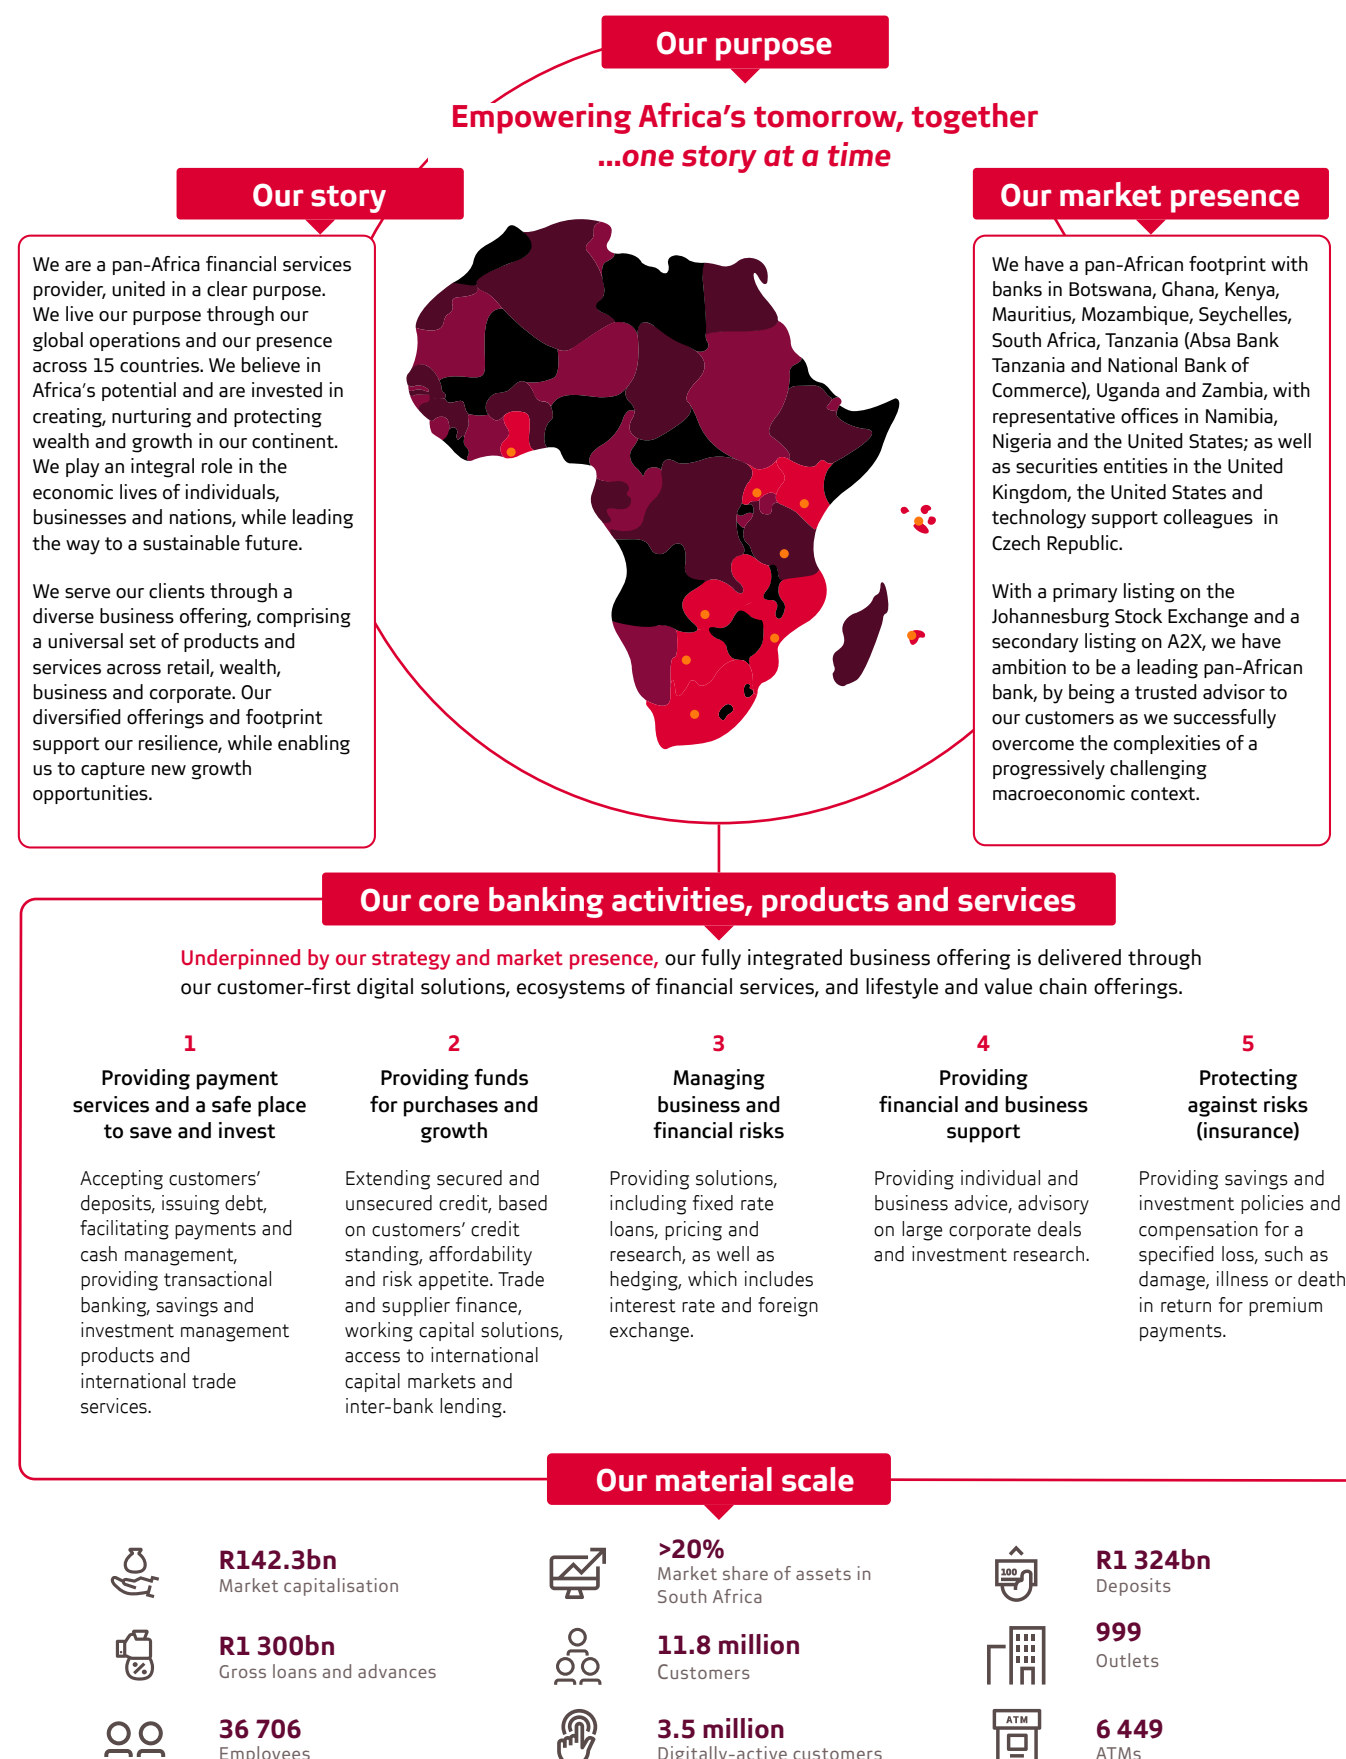 Our purpose
Empowering Africa's tomorrow, together
...one story at a time
Our story
We are a pan-Africa financial services
provider, united in a clear purpose.
We live our purpose through our
global operations and our presence
across 15 countries. We believe in
Africa's potential and are invested in
creating, nurturing and protecting
wealth and growth in our continent.
We play an integral role in the
economic lives of individuals,
businesses and nations, while leading
the way to a sustainable future.
We serve our clients through a
diverse business offering, comprising
a universal set of products and
services across retail, wealth,
business and corporate. Our
diversified offerings and footprint
support our resilience, while enabling
us to capture new growth
opportunities.
Our market presence
We have a pan-African footprint with
banks in Botswana, Ghana, Kenya,
Mauritius, Mozambique, Seychelles,
South Africa, Tanzania (Absa Bank
Tanzania and National Bank of
Commerce), Uganda and Zambia, with
representative offices in Namibia,
Nigeria and the United States; as well
as securities entities in the United
Kingdom, the United States and
technology support colleagues in
Czech Republic.
With a primary listing on the
Johannesburg Stock Exchange and a
secondary listing on A2X, we have
ambition to be a leading pan-African
bank, by being a trusted advisor to
our customers as we successfully
overcome the complexities of a
progressively challenging
macroeconomic context.
Our core banking activities, products and services
Underpinned by our strategy and market presence, our fully integrated business offering is delivered through
our customer-first digital solutions, ecosystems of financial services, and lifestyle and value chain offerings.
1
Providing payment
services and a safe place
to save and invest
Accepting customers'
deposits, issuing debt,
facilitating payments and
cash management,
providing transactional
banking, savings and
investment management
products and
international trade
services.
2
Providing funds
for purchases and
growth
Extending secured and
unsecured credit, based
on customers' credit
standing, affordability
and risk appetite. Trade
and supplier finance,
working capital solutions,
access to international
capital markets and
inter-bank lending.
3
Managing
business and
financial risks
Providing solutions,
including fixed rate
loans, pricing and
research, as well as
hedging, which includes
interest rate and foreign
exchange.
4
Providing
financial and business
support
Providing individual and
business advice, advisory
on large corporate deals
and investment research.
5
Protecting
against risks
(insurance)
Providing savings and
investment policies and
compensation for a
specified loss, such as
damage, illness or death
in return for premium
payments.
Our material scale
R142.3bn
Market capitalisation
>20%
Market share of assets in
South Africa
100
R1 324bn
Deposits
R1 300bn
Gross loans and advances
11.8 million
Customers
999
Outlets
36 706
Employees
3.5 million
Digitally-active customers
ATM
6 449
ATMs